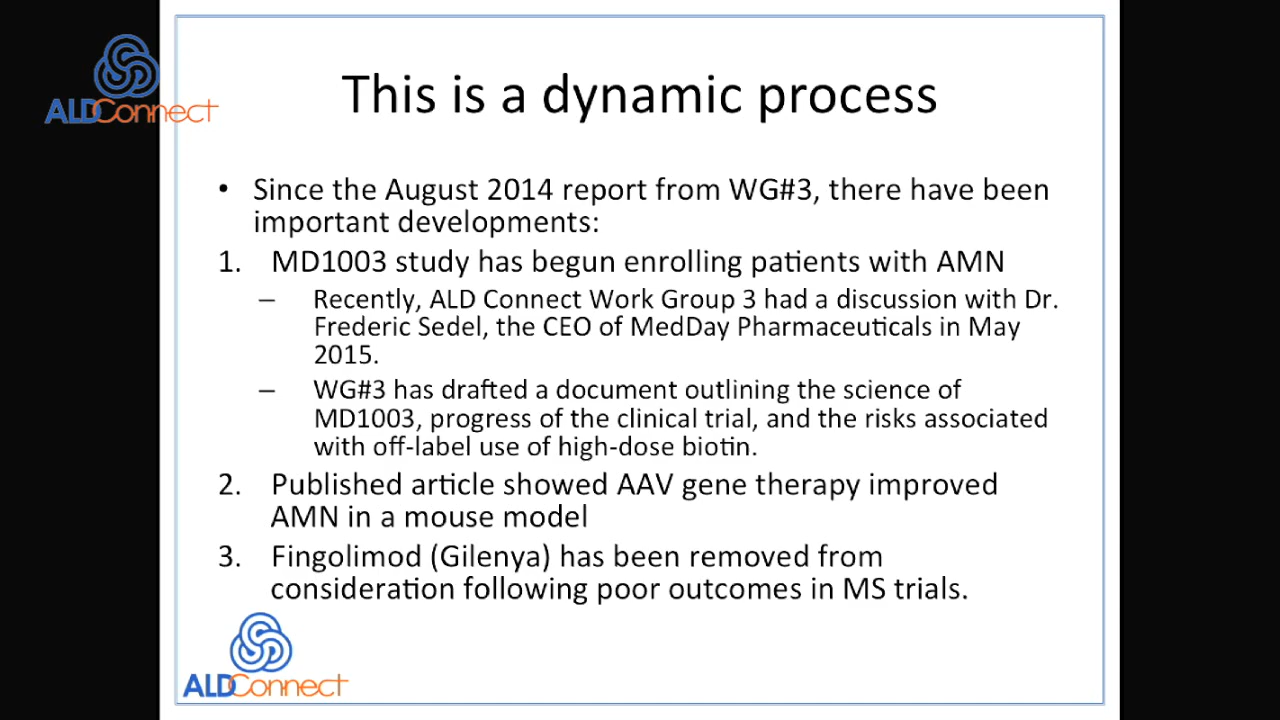 ALDConnect
This is a dynamic process
• Since the August 2014 report from WG#3, there have been
important developments:
1. MD1003 study has begun enrolling patients with AMN
– Recently, ALD Connect Work Group 3 had a discussion with Dr.
Frederic Sedel, the CEO of MedDay Pharmaceuticals in May
2015.
– WG#3 has drafted a document outlining the science of
MD1003, progress of the clinical trial, and the risks associated
with off-label use of high-dose biotin.
2. Published article showed AAV gene therapy improved
AMN in a mouse model
3. Fingolimod (Gilenya) has been removed from
consideration following poor outcomes in MS trials.
ALDConnect